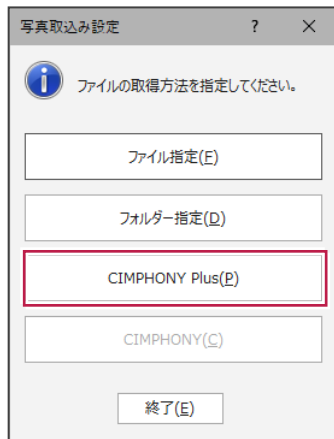 写真取込み設定 ? ×
ファイルの取得方法を指定してください。
ファイル指定(F)
フォルダー指定(D)
CIMPHONY Plus(P)
CIMPHONY(C)
終了(E)